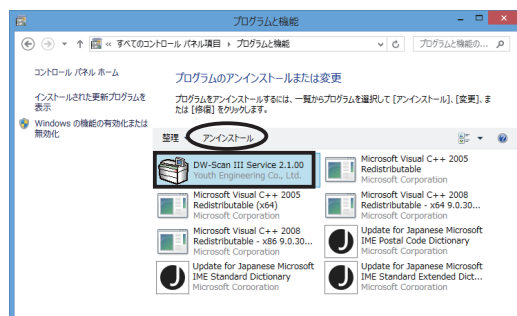 プログラムと機能
« すべてのコントロール パネル項目 ▸ プログラムと機能
プログラムと機能の...
コントロール パネル ホーム
インストールされた更新プログラムを
表示
Windows の機能の有効化または
無効化
プログラムのアンインストールまたは変更
プログラムをアンインストールするには、一覧からプログラムを選択して [アンインストール]、[変更]、ま
たは [修復] をクリックします。
整理 アンインストール
DW-Scan III Service 2.1.00
Youth Engineering Co., Ltd.
Microsoft Visual C++ 2005
Redistributable
Microsoft Corporation
Microsoft Visual C++ 2005
Redistributable (x64)
Microsoft Corporation
Microsoft Visual C++ 2008
Redistributable - x64 9.0.30...
Microsoft Corporation
Microsoft Visual C++ 2008
Redistributable - x86 9.0.30...
Microsoft Corporation
Update for Japanese Microsoft
IME Postal Code Dictionary
Microsoft Corporation
Update for Japanese Microsoft
IME Standard Dictionary
Microsoft Corporation
Update for Japanese Microsoft
IME Standard Extended Dict...
Microsoft Corporation